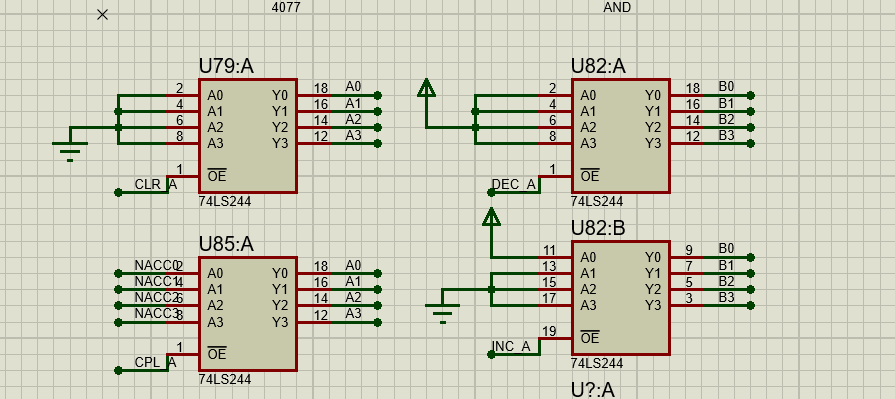 4077 AND
U79:A
2 A0 Y0 18 A0
4 A1 Y1 16 A1
6 A2 Y2 14 A2
8 A3 Y3 12 A3
1 OE
CLR A
74LS244
U82:A
2 A0 Y0 18 B0
4 A1 Y1 16 B1
6 A2 Y2 14 B2
8 A3 Y3 12 B3
1 OE
DEC A
74LS244
U85:A
NACC0 2 A0 Y0 18 A0
NACC1 4 A1 Y1 16 A1
NACC2 6 A2 Y2 14 A2
NACC3 8 A3 Y3 12 A3
1 OE
CPL A
74LS244
U82:B
11 A0 Y0 9 B0
13 A1 Y1 7 B1
15 A2 Y2 5 B2
17 A3 Y3 3 B3
19 OE
INC A
74LS244
U?:A